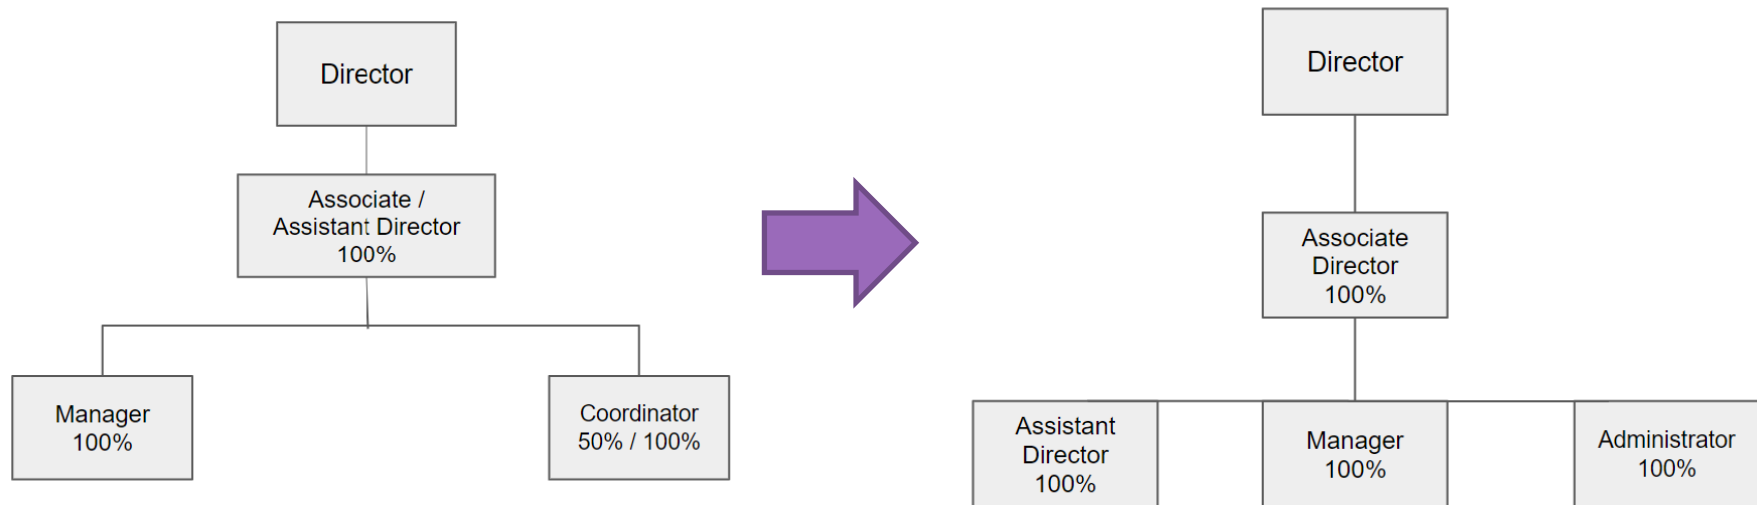 Director
Associate /
Assistant Director
100%
Manager
100%
Coordinator
50% / 100%
Director
Associate
Director
100%
Assistant
Director
100%
Manager
100%
Administrator
100%